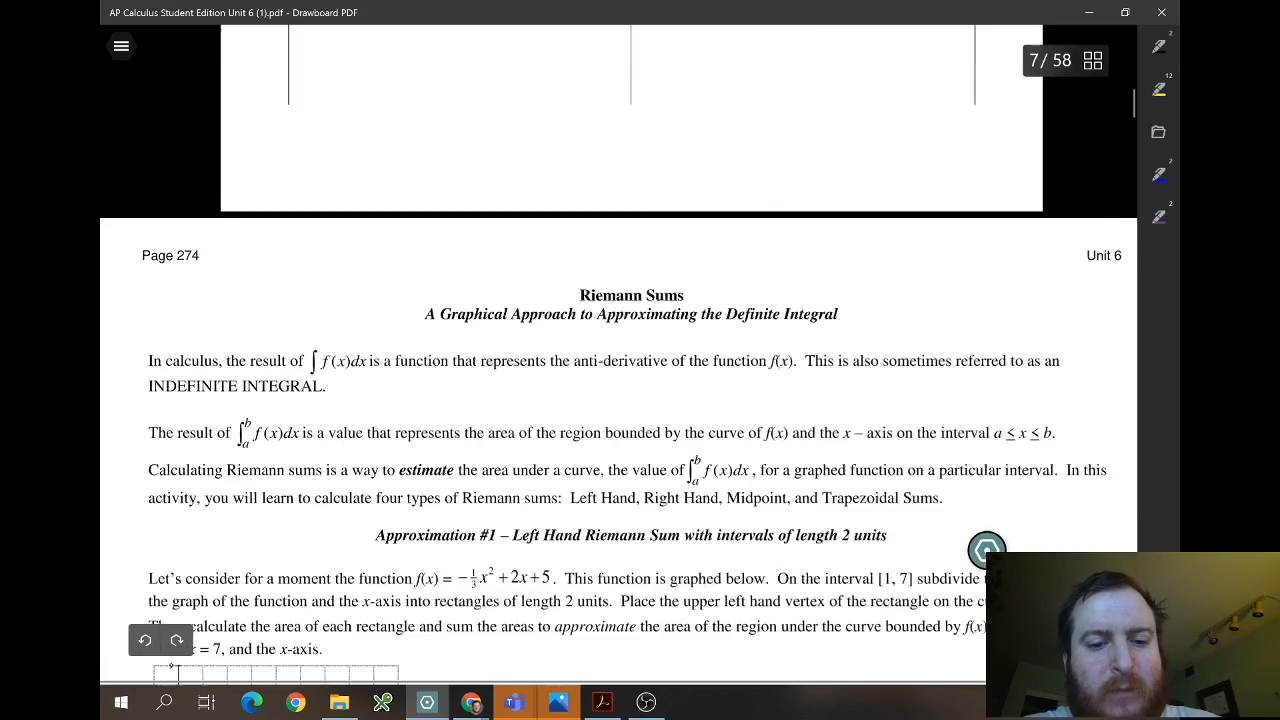 AP Calculus Student Edition Unit 6 (1).pdf - Drawboard PDF
7 / 58
2
12
2
2
Page 274
Unit 6
Riemann Sums
A Graphical Approach to Approximating the Definite Integral
In calculus, the result of ∫ f (x)dx is a function that represents the anti-derivative of the function f(x). This is also sometimes referred to as an
INDEFINITE INTEGRAL.
The result of ∫_a^b f (x)dx is a value that represents the area of the region bounded by the curve of f(x) and the x – axis on the interval a ≤ x ≤ b.
Calculating Riemann sums is a way to estimate the area under a curve, the value of ∫_a^b f (x)dx , for a graphed function on a particular interval. In this
activity, you will learn to calculate four types of Riemann sums: Left Hand, Right Hand, Midpoint, and Trapezoidal Sums.
Approximation #1 – Left Hand Riemann Sum with intervals of length 2 units
Let's consider for a moment the function f(x) = −1/3 x² + 2x + 5 . This function is graphed below. On the interval [1, 7] subdivide
the graph of the function and the x-axis into rectangles of length 2 units. Place the upper left hand vertex of the rectangle on the
calculate the area of each rectangle and sum the areas to approximate the area of the region under the curve bounded by f(x)
= 7, and the x-axis.
9